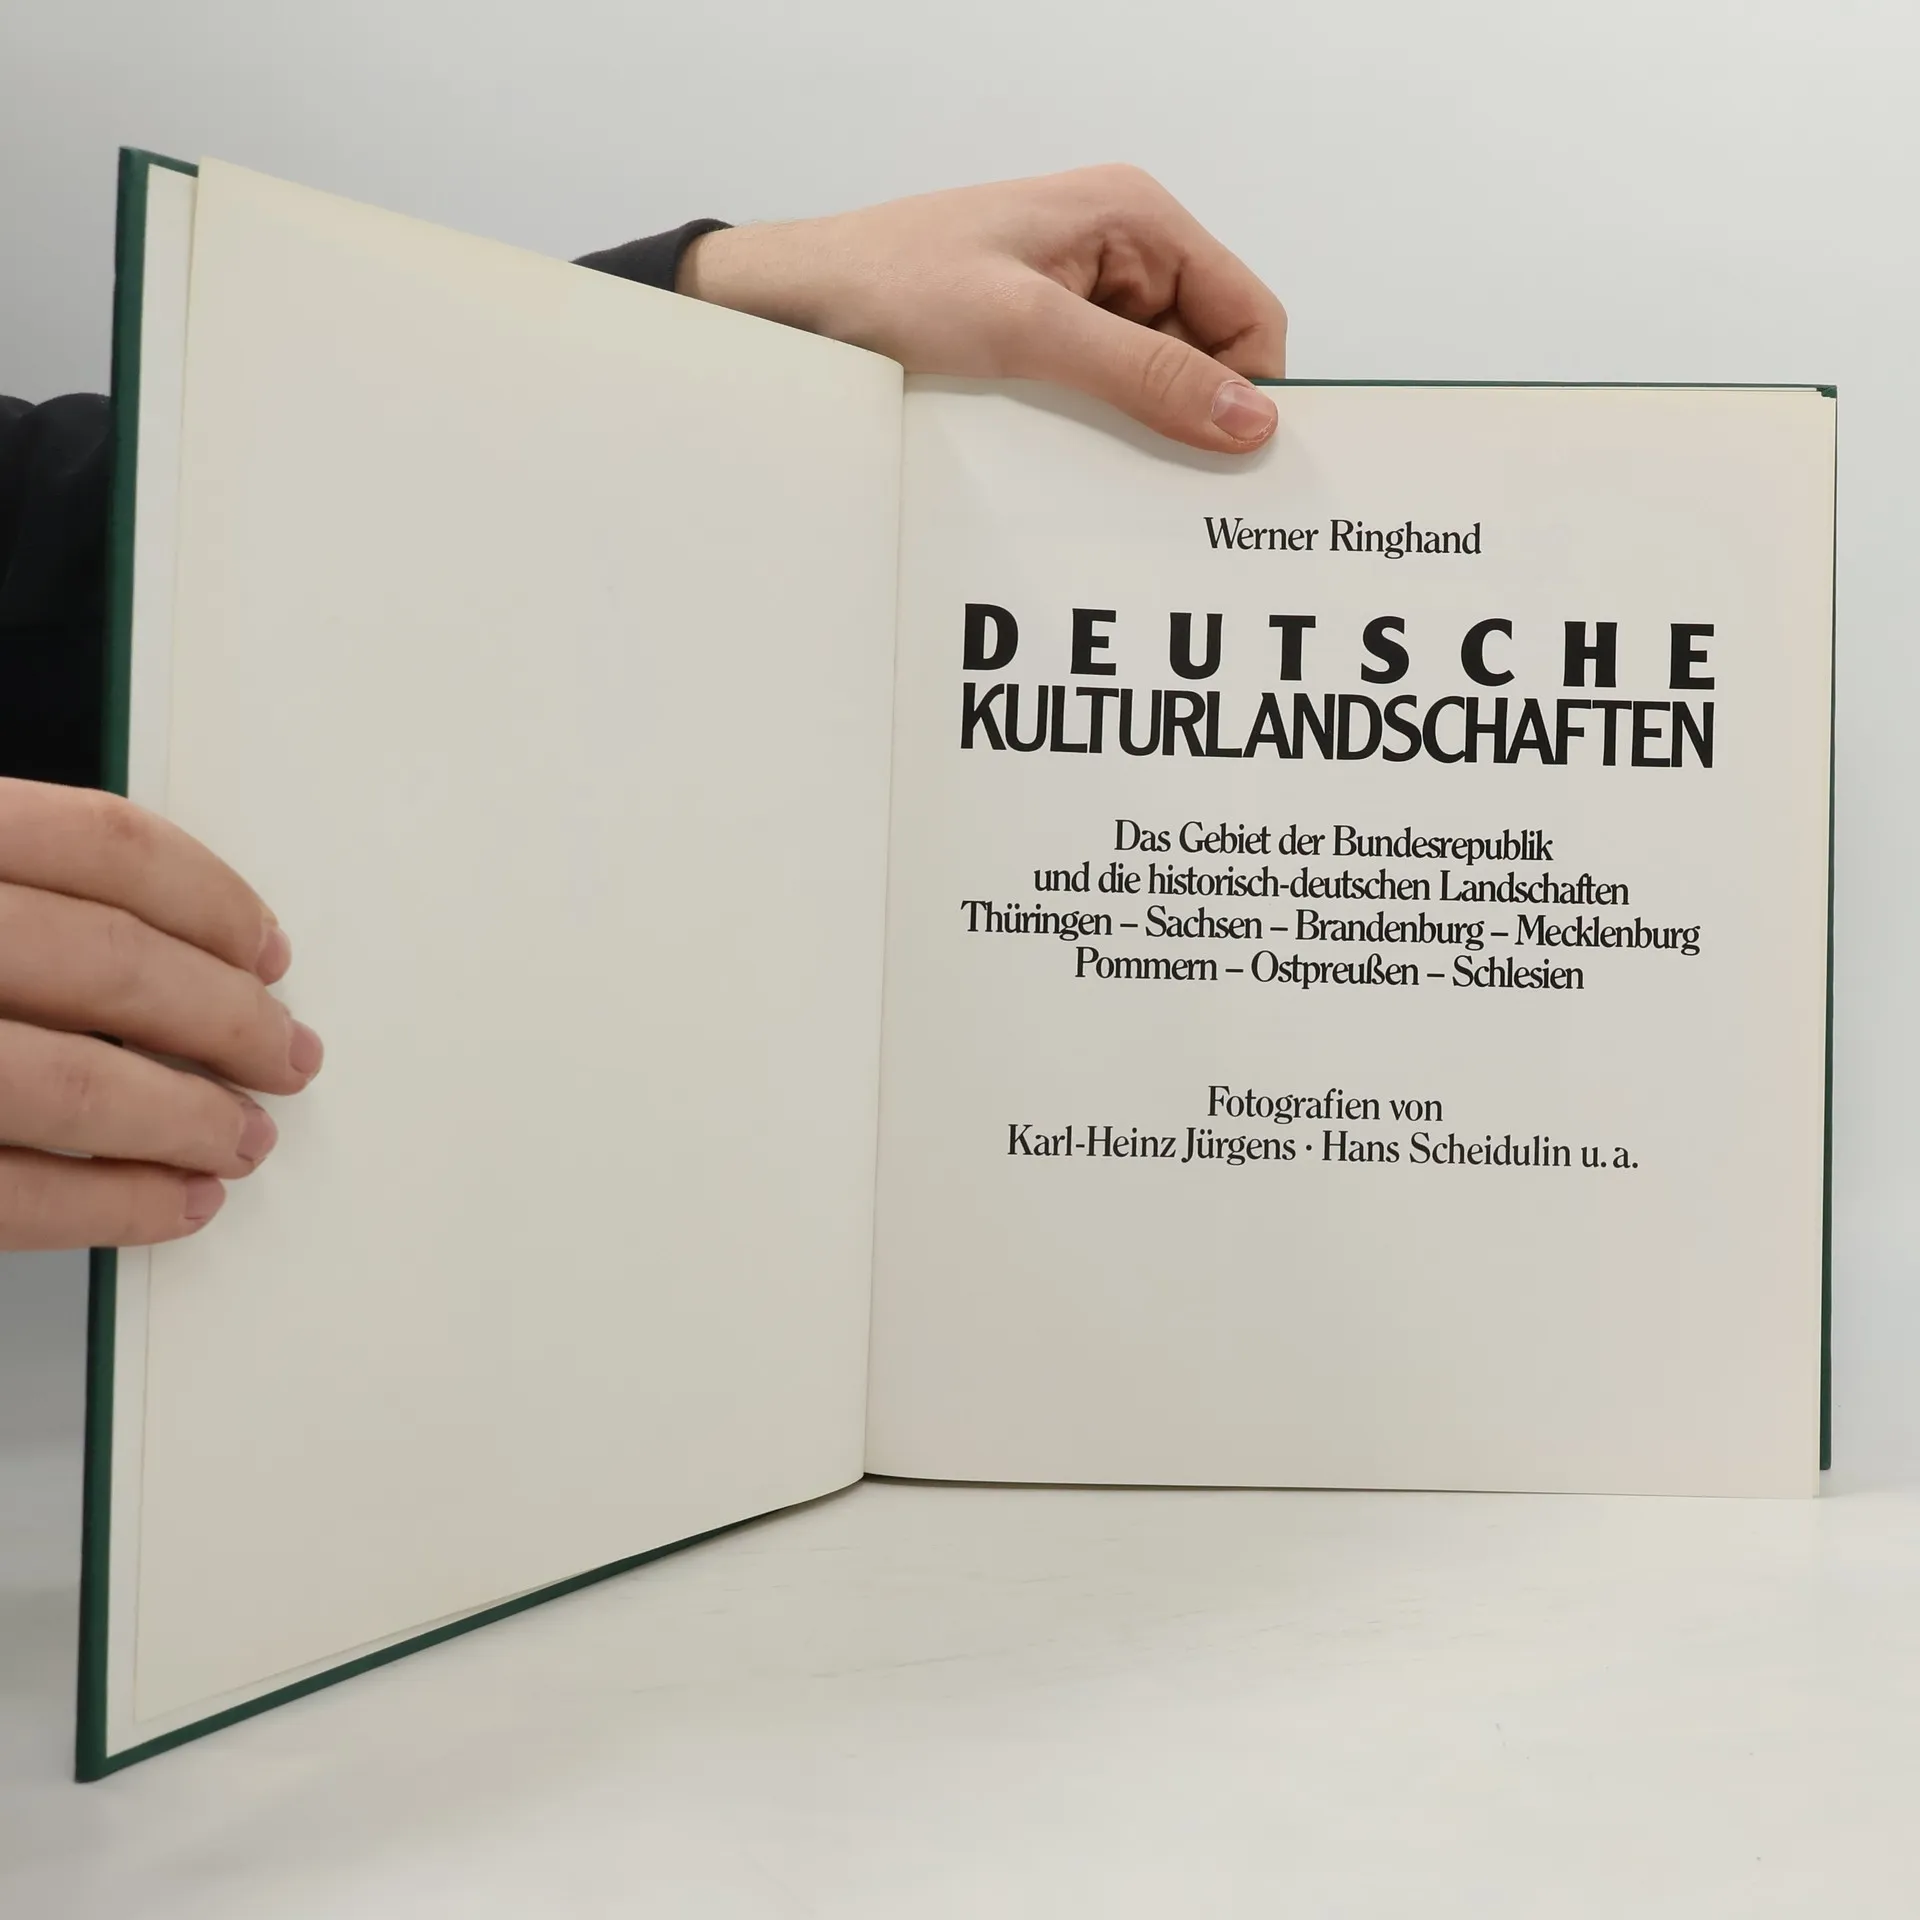 Werner Ringhand
DEUTSCHE
KULTURLANDSCHAFTEN
Das Gebiet der Bundesrepublik
und die historisch-deutschen Landschaften
Thüringen – Sachsen – Brandenburg – Mecklenburg
Pommern – Ostpreußen – Schlesien
Fotografien von
Karl-Heinz Jürgens · Hans Scheidulin u. a.